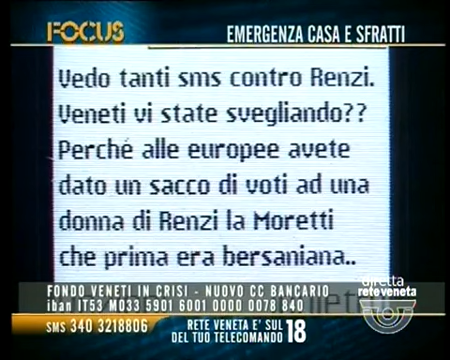 FOCUS
EMERGENZA CASA E SFRATTI
Vedo tanti sms contro Renzi.
Veneti vi state svegliando??
Perché alle europee avete
dato un sacco di voti ad una
donna di Renzi la Moretti
che prima era bersaniana..
diretta
reteveneta
FONDO VENETI IN CRISI - NUOVO CC BANCARIO
iban IT53 M033 5901 6001 0000 0078 840
SMS 340 3218806
RETE VENETA E' SUL
DEL TUO TELECOMANDO 18